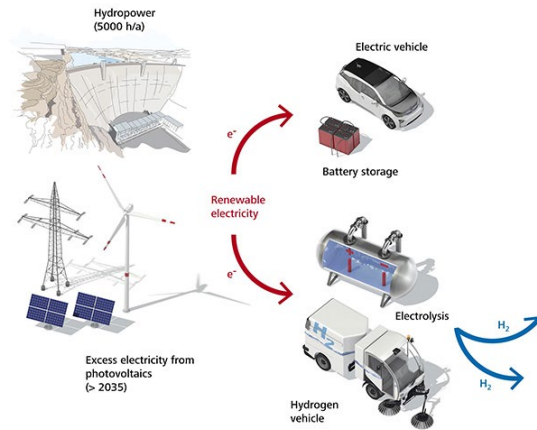 Hydropower
(5000 h/a)
Electric vehicle
e-
Battery storage
Renewable
electricity
e-
Electrolysis
H2
H2
H2
Excess electricity from
photovoltaics
(> 2035)
Hydrogen
vehicle